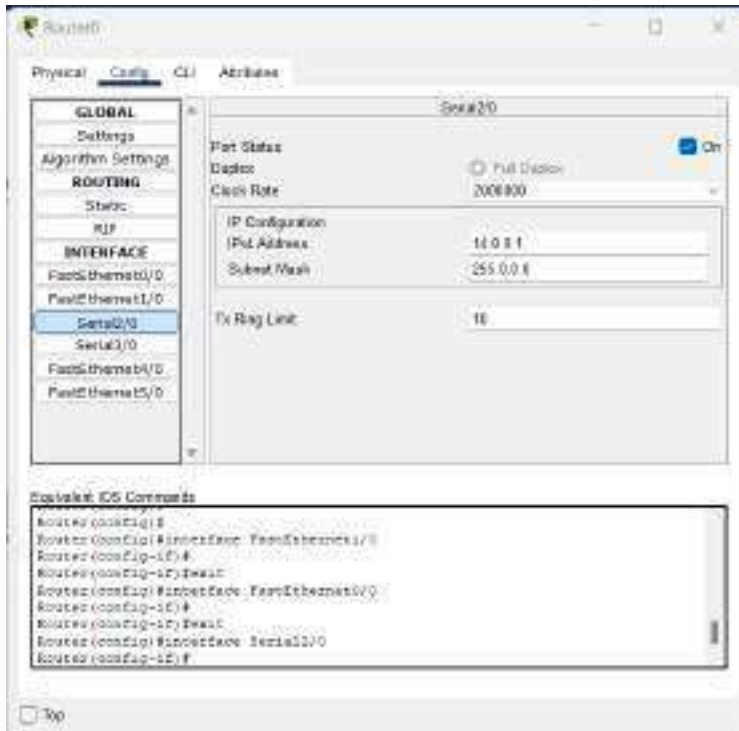 Router0
Physical Config CLI Attributes
GLOBAL
Settings
Algorithm Settings
ROUTING
Static
RIP
INTERFACE
FastEthernet0/0
FastEthernet1/0
Serial2/0
Serial3/0
FastEthernet4/0
FastEthernet5/0
Serial2/0
Port Status On
Duplex Full Duplex
Clock Rate 2000000
IP Configuration
IPv4 Address 14.0.0.1
Subnet Mask 255.0.0.0
Tx Ring Limit 10
Equivalent IOS Commands
Router(config)#
Router(config)#interface FastEthernet1/0
Router(config-if)#
Router(config-if)#exit
Router(config)#interface FastEthernet0/0
Router(config-if)#
Router(config-if)#exit
Router(config)#interface Serial2/0
Router(config-if)#
Top